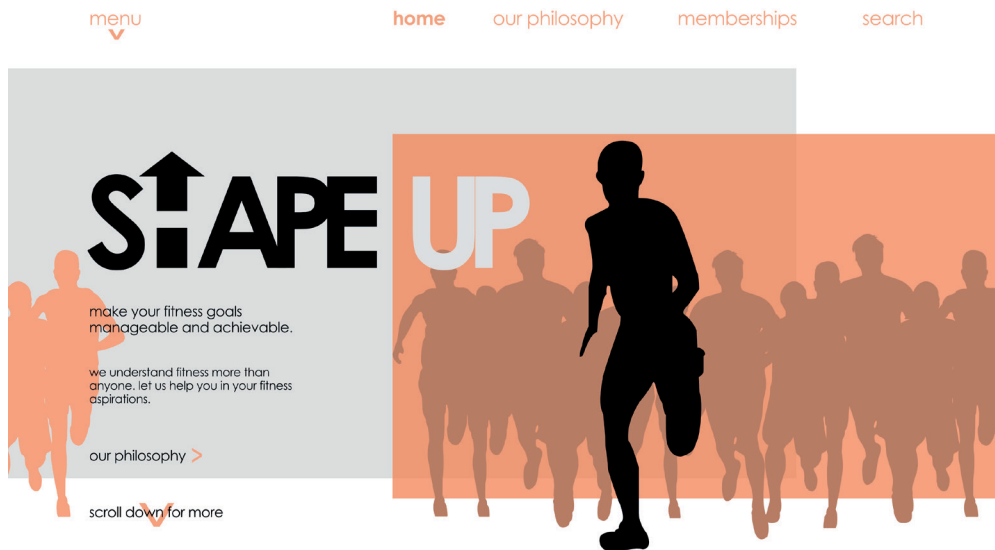 menu
home our philosophy memberships search
SHAPE UP
make your fitness goals
manageable and achievable.
we understand fitness more than
anyone. let us help you in your fitness
aspirations.
our philosophy >
scroll down for more